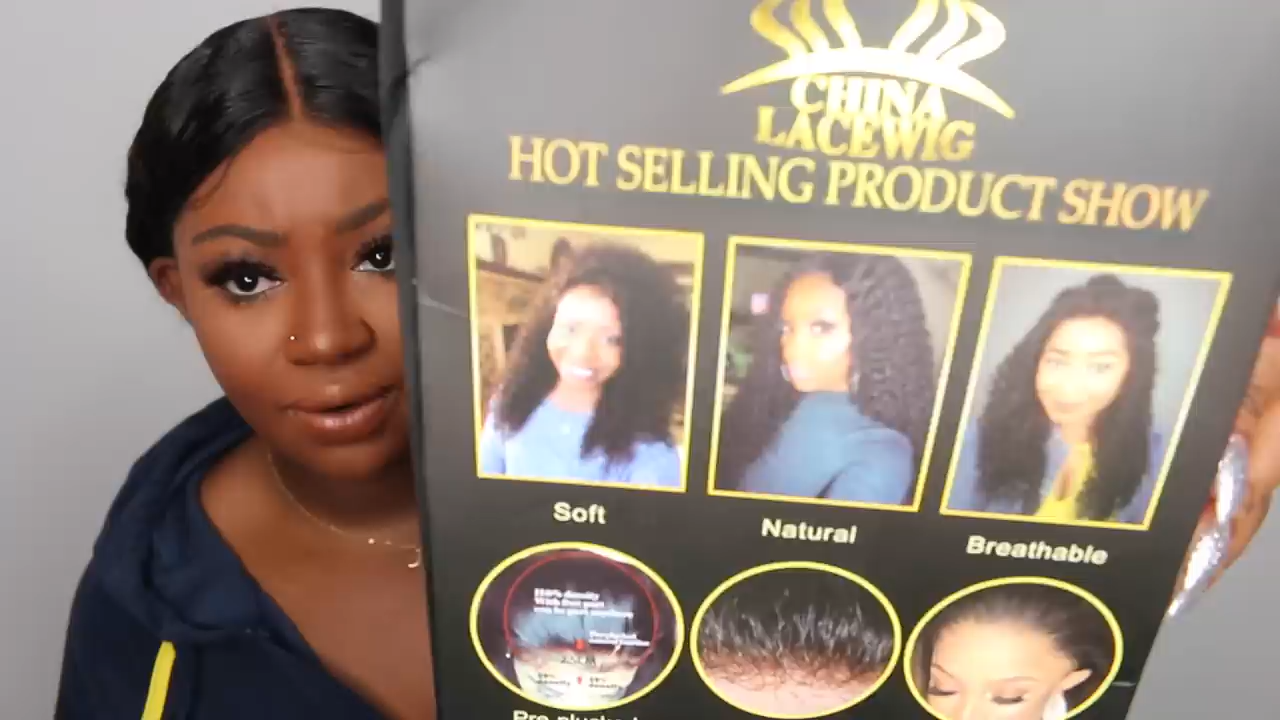 CHINA
LACEWIG
HOT SELLING PRODUCT SHOW
Soft
Natural
Breathable